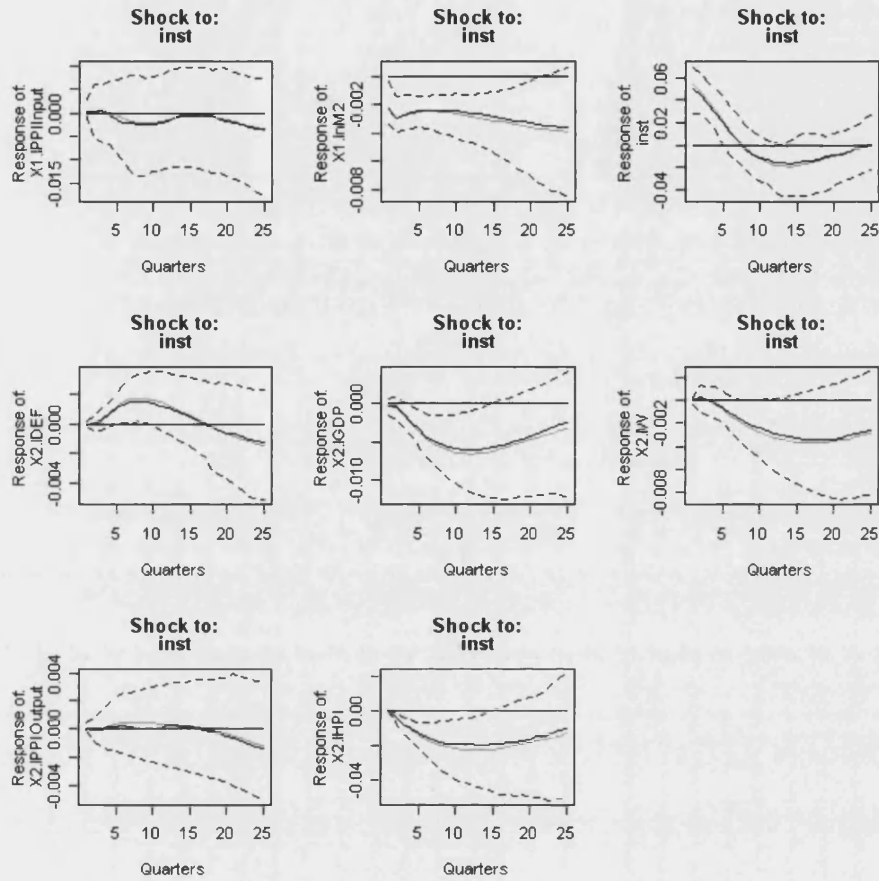 Shock to:
inst
Response of:
X1.lPPIInput
0.000
-0.015
5 10 15 20 25
Quarters
Shock to:
inst
Response of:
X1.lnM2
-0.002
-0.008
5 10 15 20 25
Quarters
Shock to:
inst
Response of:
inst
0.06
0.02
-0.04
5 10 15 20 25
Quarters
Shock to:
inst
Response of:
X2.lDEF
0.000
-0.004
5 10 15 20 25
Quarters
Shock to:
inst
Response of:
X2.lGDP
0.000
-0.010
5 10 15 20 25
Quarters
Shock to:
inst
Response of:
-0.002
-0.008
5 10 15 20 25
Quarters
Shock to:
inst
Response of:
X2.lPPIOutput
0.004
0.000
-0.004
5 10 15 20 25
Quarters
Shock to:
inst
Response of:
X2.lHPI
0.00
-0.04
5 10 15 20 25
Quarters